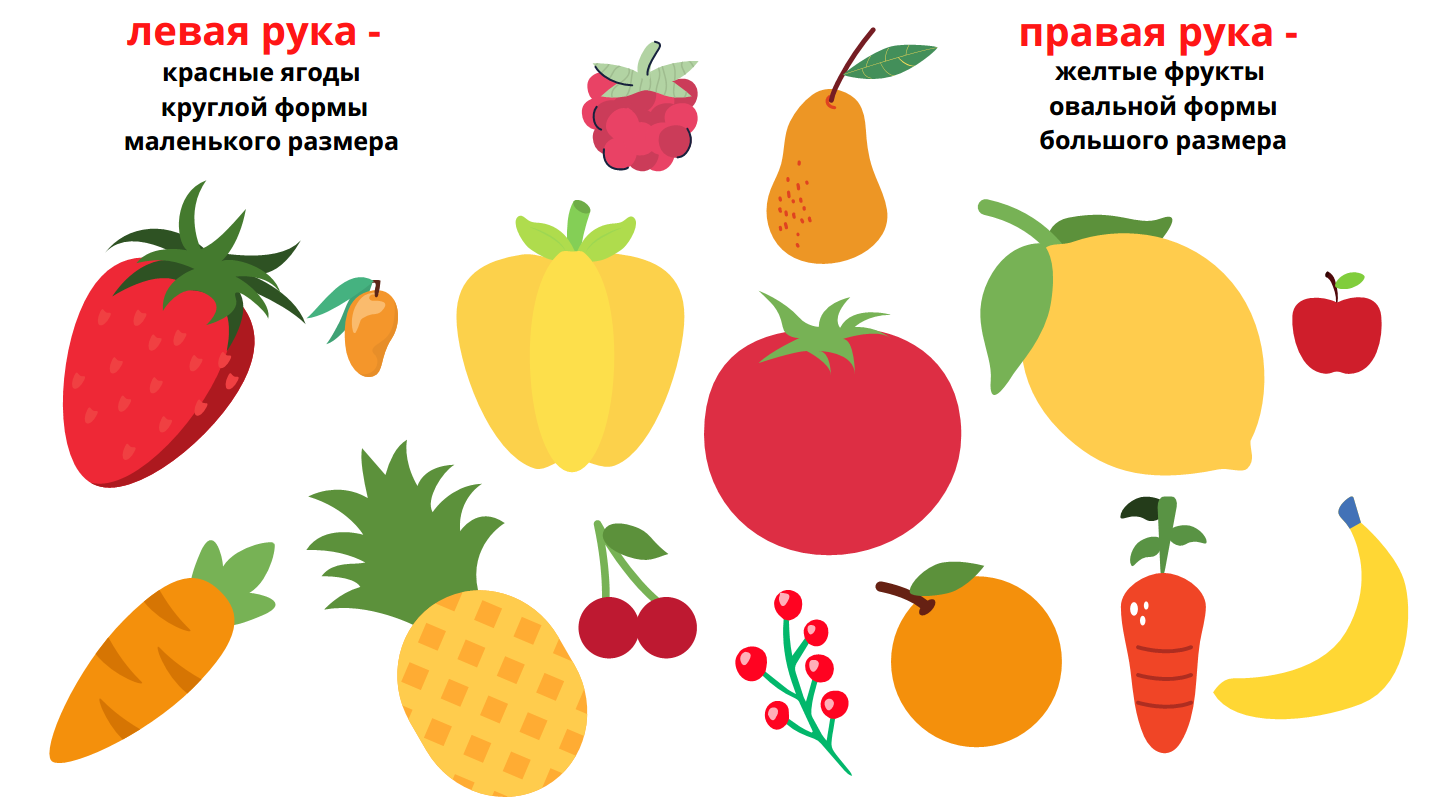 левая рука -
красные ягоды
круглой формы
маленького размера
правая рука -
желтые фрукты
овальной формы
большого размера